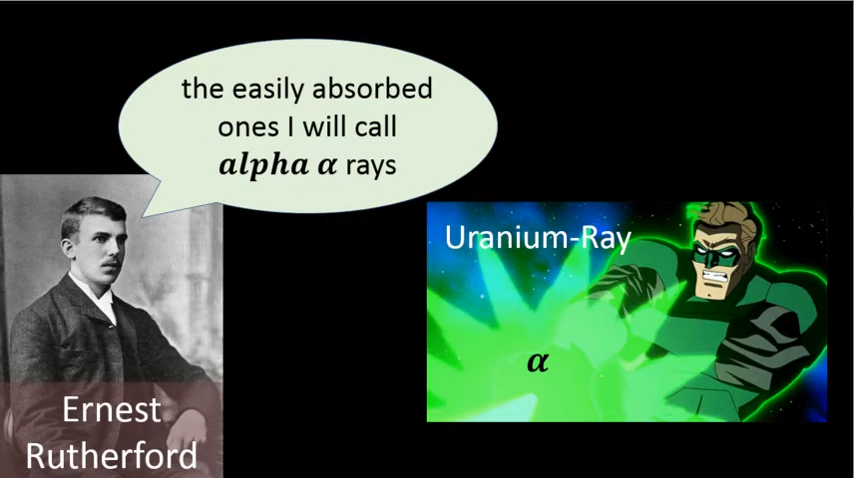 the easily absorbed
ones I will call
alpha α rays
Uranium-Ray
α
Ernest
Rutherford